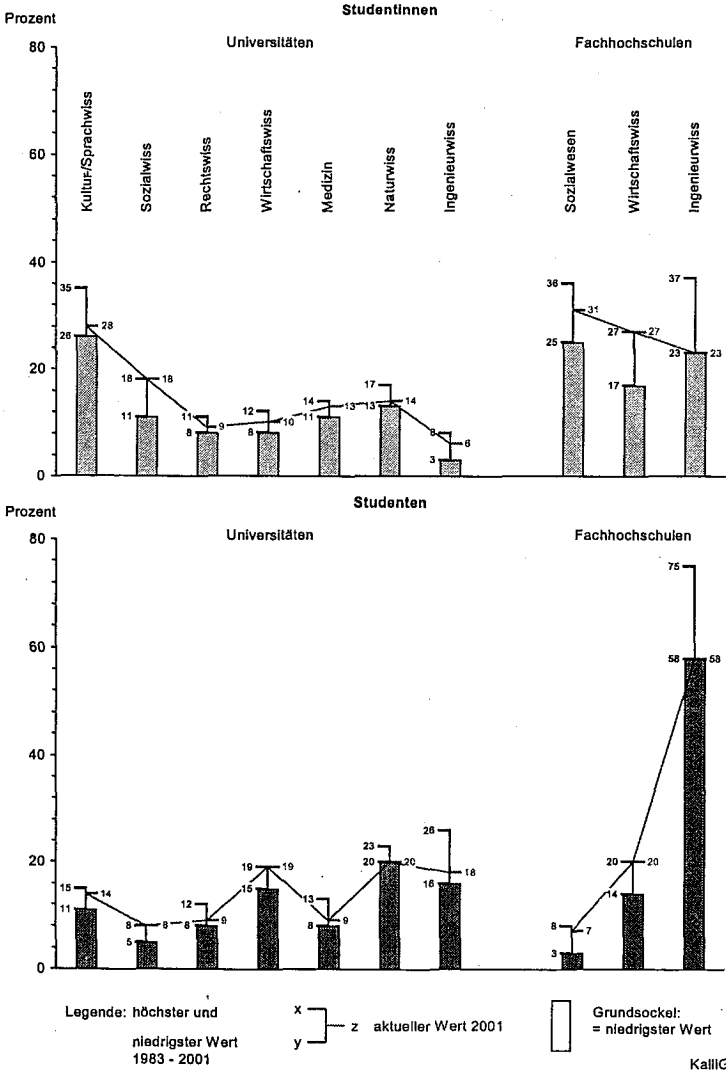 Studentinnen
Prozent
Universitäten Fachhochschulen
80
60
40
20
0
Kultur-/Sprachwiss
Sozialwiss
Rechtswiss
Wirtschaftswiss
Medizin
Naturwiss
Ingenieurwiss
Sozialwesen
Wirtschaftswiss
Ingenieurwiss
35 28 26
18 18 11
11 9 8
12 10 8
14 13 11
17 14 13
8 6 3
36 31 25
27 27 17
37 23 23
Studenten
Prozent
Universitäten Fachhochschulen
80
60
40
20
0
15 14 11
8 8 5
12 9 8
19 19 15
13 9 8
23 20 20
26 18 16
8 7 3
20 20 14
75 58 58
Legende: höchster und
niedrigster Wert
1983 - 2001
x
y
z aktueller Wert 2001
Grundsockel:
= niedrigster Wert
KalliG